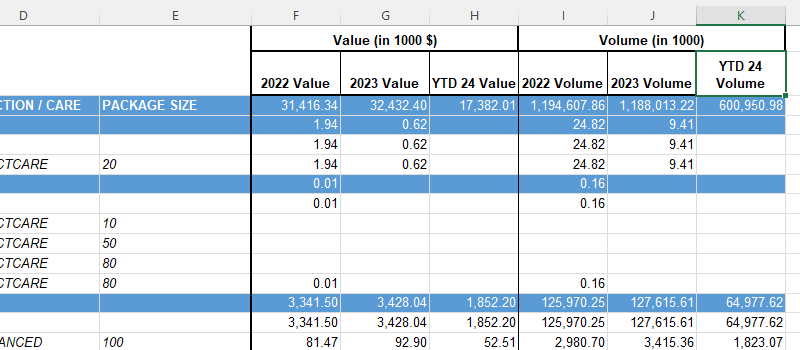 D E F G H I J K
Value (in 1000 $) Volume (in 1000)
2022 Value 2023 Value YTD 24 Value 2022 Volume 2023 Volume YTD 24 Volume
CTION / CARE PACKAGE SIZE 31,416.34 32,432.40 17,382.01 1,194,607.86 1,188,013.22 600,950.98
1.94 0.62 24.82 9.41
1.94 0.62 24.82 9.41
CTCARE 20 1.94 0.62 24.82 9.41
0.01 0.16
0.01 0.16
CTCARE 10
CTCARE 50
CTCARE 80
CTCARE 80 0.01 0.16
3,341.50 3,428.04 1,852.20 125,970.25 127,615.61 64,977.62
3,341.50 3,428.04 1,852.20 125,970.25 127,615.61 64,977.62
ANCED 100 81.47 92.90 52.51 2,980.70 3,415.36 1,823.07